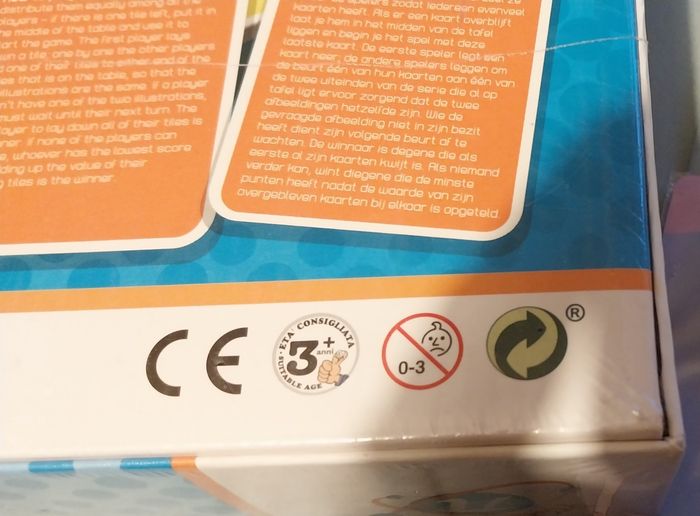 distribute them equally among all the
players - if there is one tile left, put it in
the middle of the table and use it to
start the game. The first player lays
down a tile; one by one the other players
add one of their tiles to either end of the
that is on the table, so that the
illustrations are the same. If a player
have one of the two illustrations,
must wait until their next turn. The
player to lay down all of their tiles is
If none of the players can
whoever has the lowest score
adding up the value of their
tiles is the winner.
spelers zodat iedereen evenveel
kaarten heeft. Als er een kaart overblijft
laat je hem in het midden van de tafel
liggen en begin je het spel met deze
laatste kaart. De eerste speler legt een
kaart neer, de andere spelers leggen om
de beurt één van hun kaarten aan één van
de twee uiteinden van de serie die al op
tafel ligt ervoor zorgend dat de twee
afbeeldingen hetzelfde zijn. Wie de
gevraagde afbeelding niet in zijn bezit
heeft dient zijn volgende beurt af te
wachten. De winnaar is degene die als
eerste al zijn kaarten kwijt is. Als niemand
verder kan, wint diegene die de minste
punten heeft nadat de waarde van zijn
overgebleven kaarten bij elkaar is opgeteld.
CE
ETA' CONSIGLIATA
3+
anni
SUITABLE AGE
0-3
®